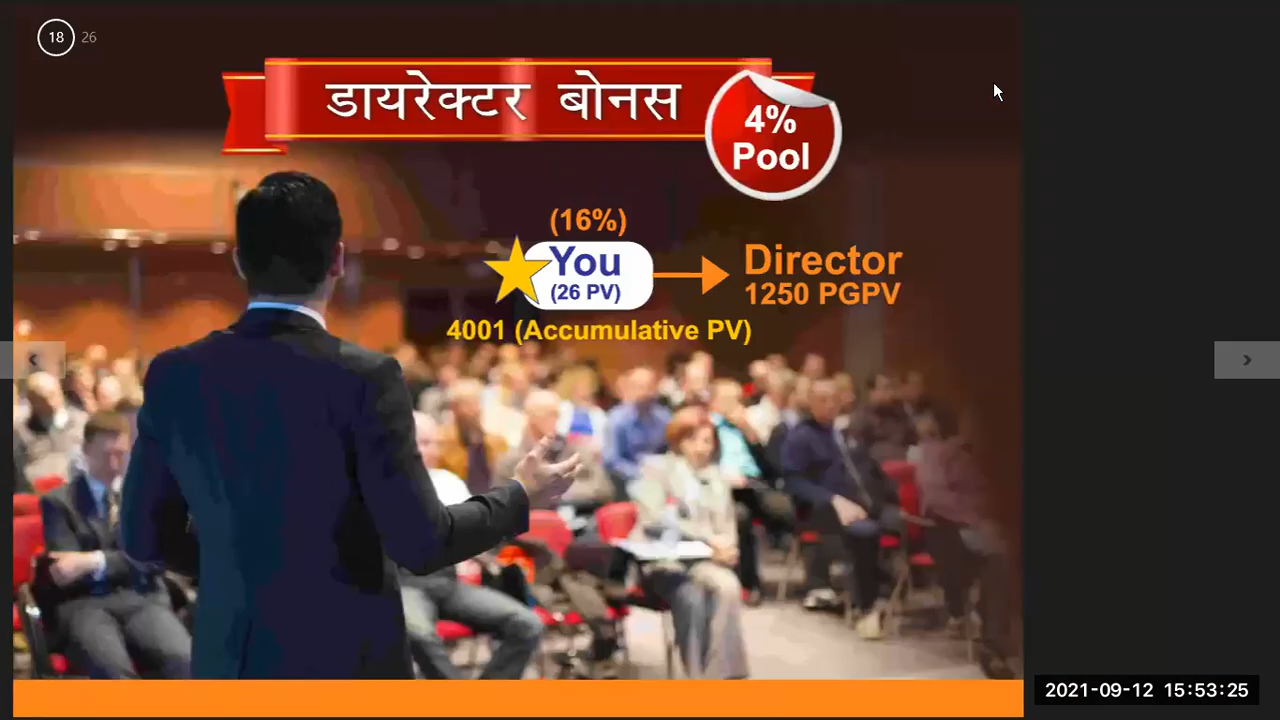 18 26
डायरेक्टर बोनस
4%
Pool
(16%)
You
(26 PV)
Director
1250 PGPV
4001 (Accumulative PV)
2021-09-12 15:53:25